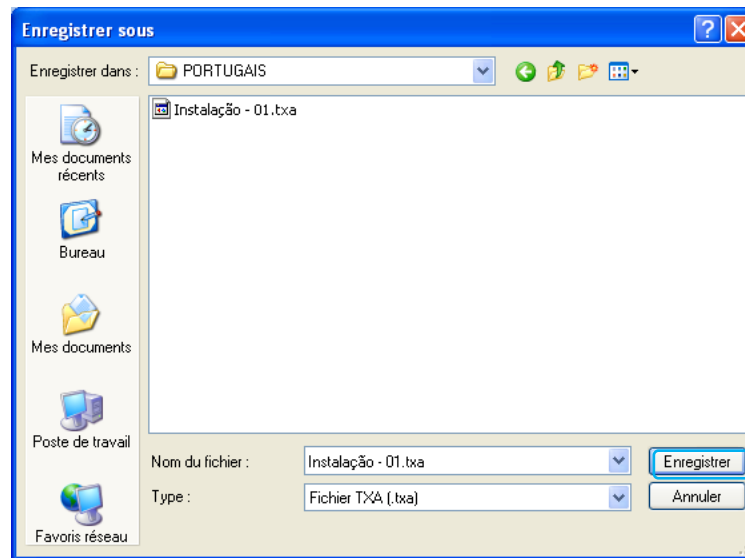 Enregistrer sous
Enregistrer dans :
PORTUGAIS
Instalação - 01.txa
Mes documents
récents
Bureau
Mes documents
Poste de travail
Favoris réseau
Nom du fichier :
Instalação - 01.txa
Enregistrer
Type :
Fichier TXA (.txa)
Annuler